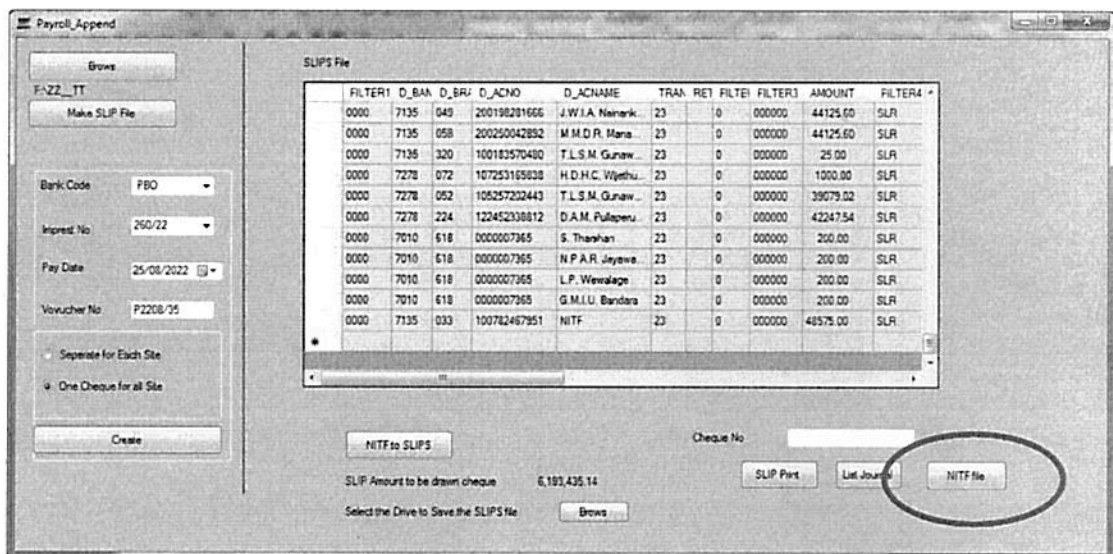 Payroll_Append
Brows
F:\ZZ__TT
Make SLIP File
Bank Code PBO
Imprest No 260/22
Pay Date 25/08/2022
Vovucher No P2208/35
Seperate for Each Site
One Cheque for all Site
Create
SLIPS File
FILTER1 D_BAN D_BRA D_ACNO D_ACNAME TRAN RET FILTE FILTER3 AMOUNT FILTER4
0000 7135 049 200198281666 J.W.I.A. Nanank... 23 0 000000 44125.60 SLR
0000 7135 058 200250042892 M.M.D.R. Mana... 23 0 000000 44125.60 SLR
0000 7135 320 100183570480 T.L.S.M. Gunaw... 23 0 000000 25.00 SLR
0000 7278 072 107253165838 H.D.H.C. Wijethu... 23 0 000000 1000.00 SLR
0000 7278 052 105257202443 T.L.S.M. Gunaw... 23 0 000000 39079.02 SLR
0000 7278 224 122452338812 D.A.M. Pullaperu... 23 0 000000 42247.54 SLR
0000 7010 618 0000007365 S. Tharshan 23 0 000000 200.00 SLR
0000 7010 618 0000007365 N.P.A.R. Jayawa... 23 0 000000 200.00 SLR
0000 7010 618 0000007365 L.P. Wewalage 23 0 000000 200.00 SLR
0000 7010 618 0000007365 G.M.I.U. Bandara 23 0 000000 200.00 SLR
0000 7135 033 100782467951 NITF 23 0 000000 48575.00 SLR
NITF to SLIPS
Cheque No
SLIP Print List Journal NITF file
SLIP Amount to be drawn cheque 6,193,435.14
Select the Drive to Save the SLIPS file Brows